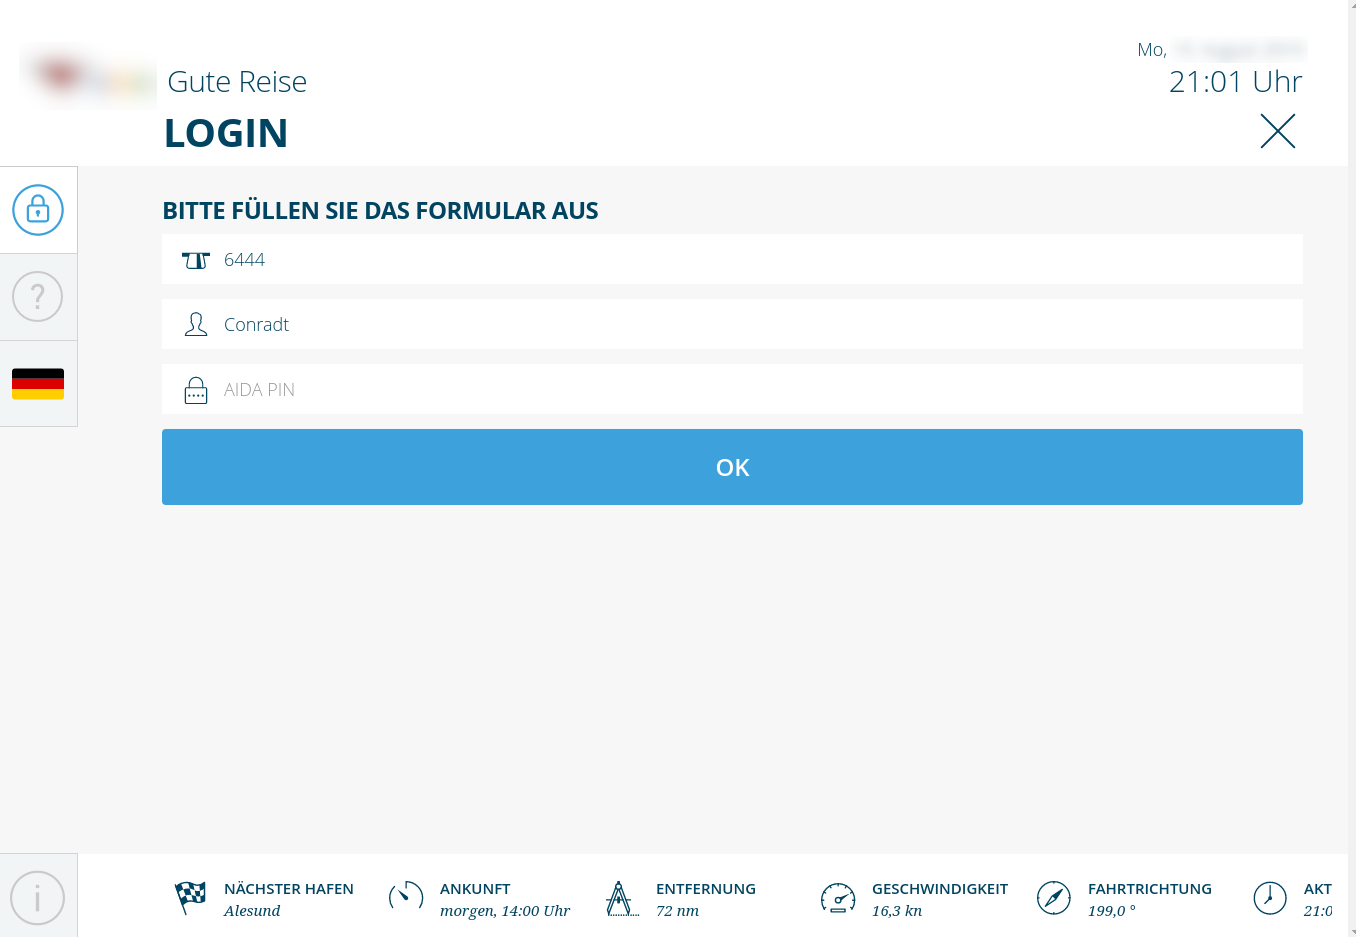 Mo,
Gute Reise
21:01 Uhr
LOGIN
BITTE FÜLLEN SIE DAS FORMULAR AUS
6444
Conradt
AIDA PIN
OK
NÄCHSTER HAFEN
Alesund
ANKUNFT
morgen, 14:00 Uhr
ENTFERNUNG
72 nm
GESCHWINDIGKEIT
16,3 kn
FAHRTRICHTUNG
199,0 °
AKT
21:0